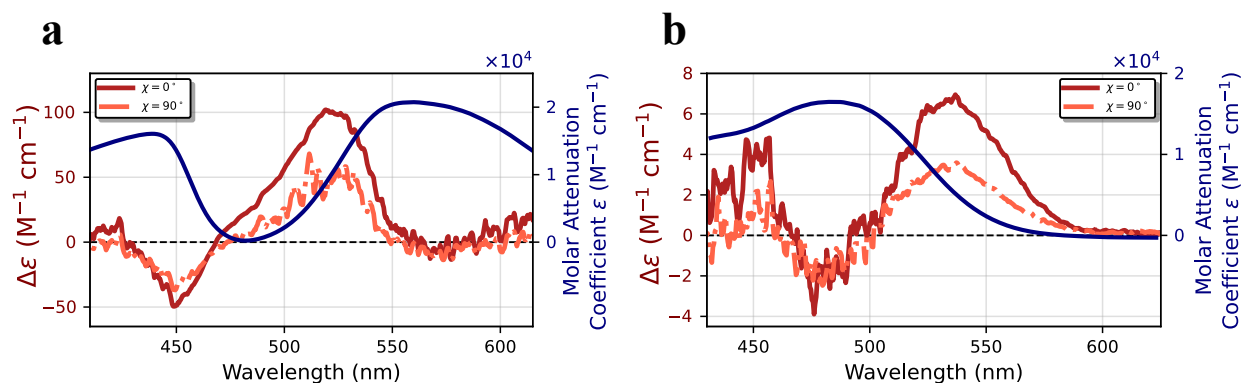 a
×10⁴
χ = 0°
χ = 90°
Δε (M⁻¹ cm⁻¹)
100
50
0
−50
2
1
0
Molar Attenuation
Coefficient ε (M⁻¹ cm⁻¹)
450 500 550 600
Wavelength (nm)
b
×10⁴
χ = 0°
χ = 90°
Δε (M⁻¹ cm⁻¹)
8
6
4
2
0
−2
−4
2
1
0
Molar Attenuation
Coefficient ε (M⁻¹ cm⁻¹)
450 500 550 600
Wavelength (nm)